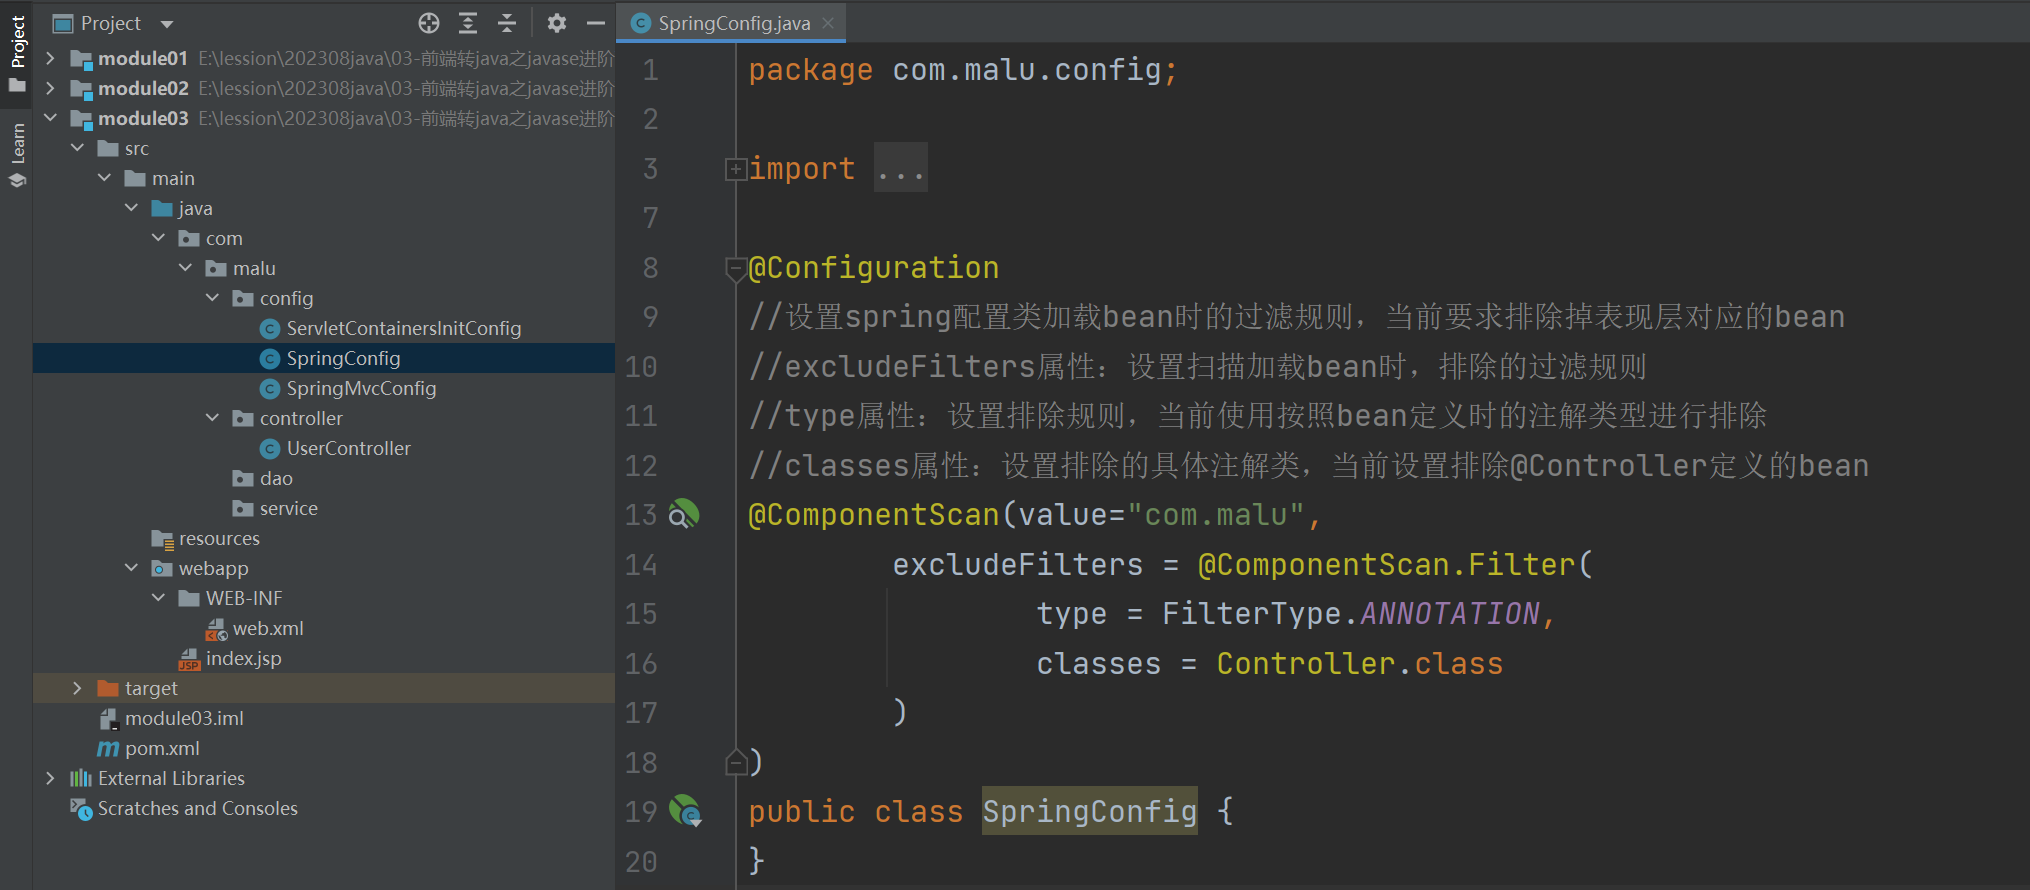 Project
Learn
Project
module01 E:\lession\202308java\03-前端转java之javase进阶
module02 E:\lession\202308java\03-前端转java之javase进阶
module03 E:\lession\202308java\03-前端转java之javase进阶
src
main
java
com
malu
config
ServletContainersInitConfig
SpringConfig
SpringMvcConfig
controller
UserController
dao
service
resources
webapp
WEB-INF
web.xml
JSP index.jsp
target
module03.iml
m pom.xml
External Libraries
Scratches and Consoles
C SpringConfig.java
1 package com.malu.config;
2
3 import ...
7
8 @Configuration
9 //设置spring配置类加载bean时的过滤规则，当前要求排除掉表现层对应的bean
10 //excludeFilters属性：设置扫描加载bean时，排除的过滤规则
11 //type属性：设置排除规则，当前使用按照bean定义时的注解类型进行排除
12 //classes属性：设置排除的具体注解类，当前设置排除@Controller定义的bean
13 @ComponentScan(value="com.malu",
14 excludeFilters = @ComponentScan.Filter(
15 type = FilterType.ANNOTATION,
16 classes = Controller.class
17 )
18 )
19 public class SpringConfig {
20 }